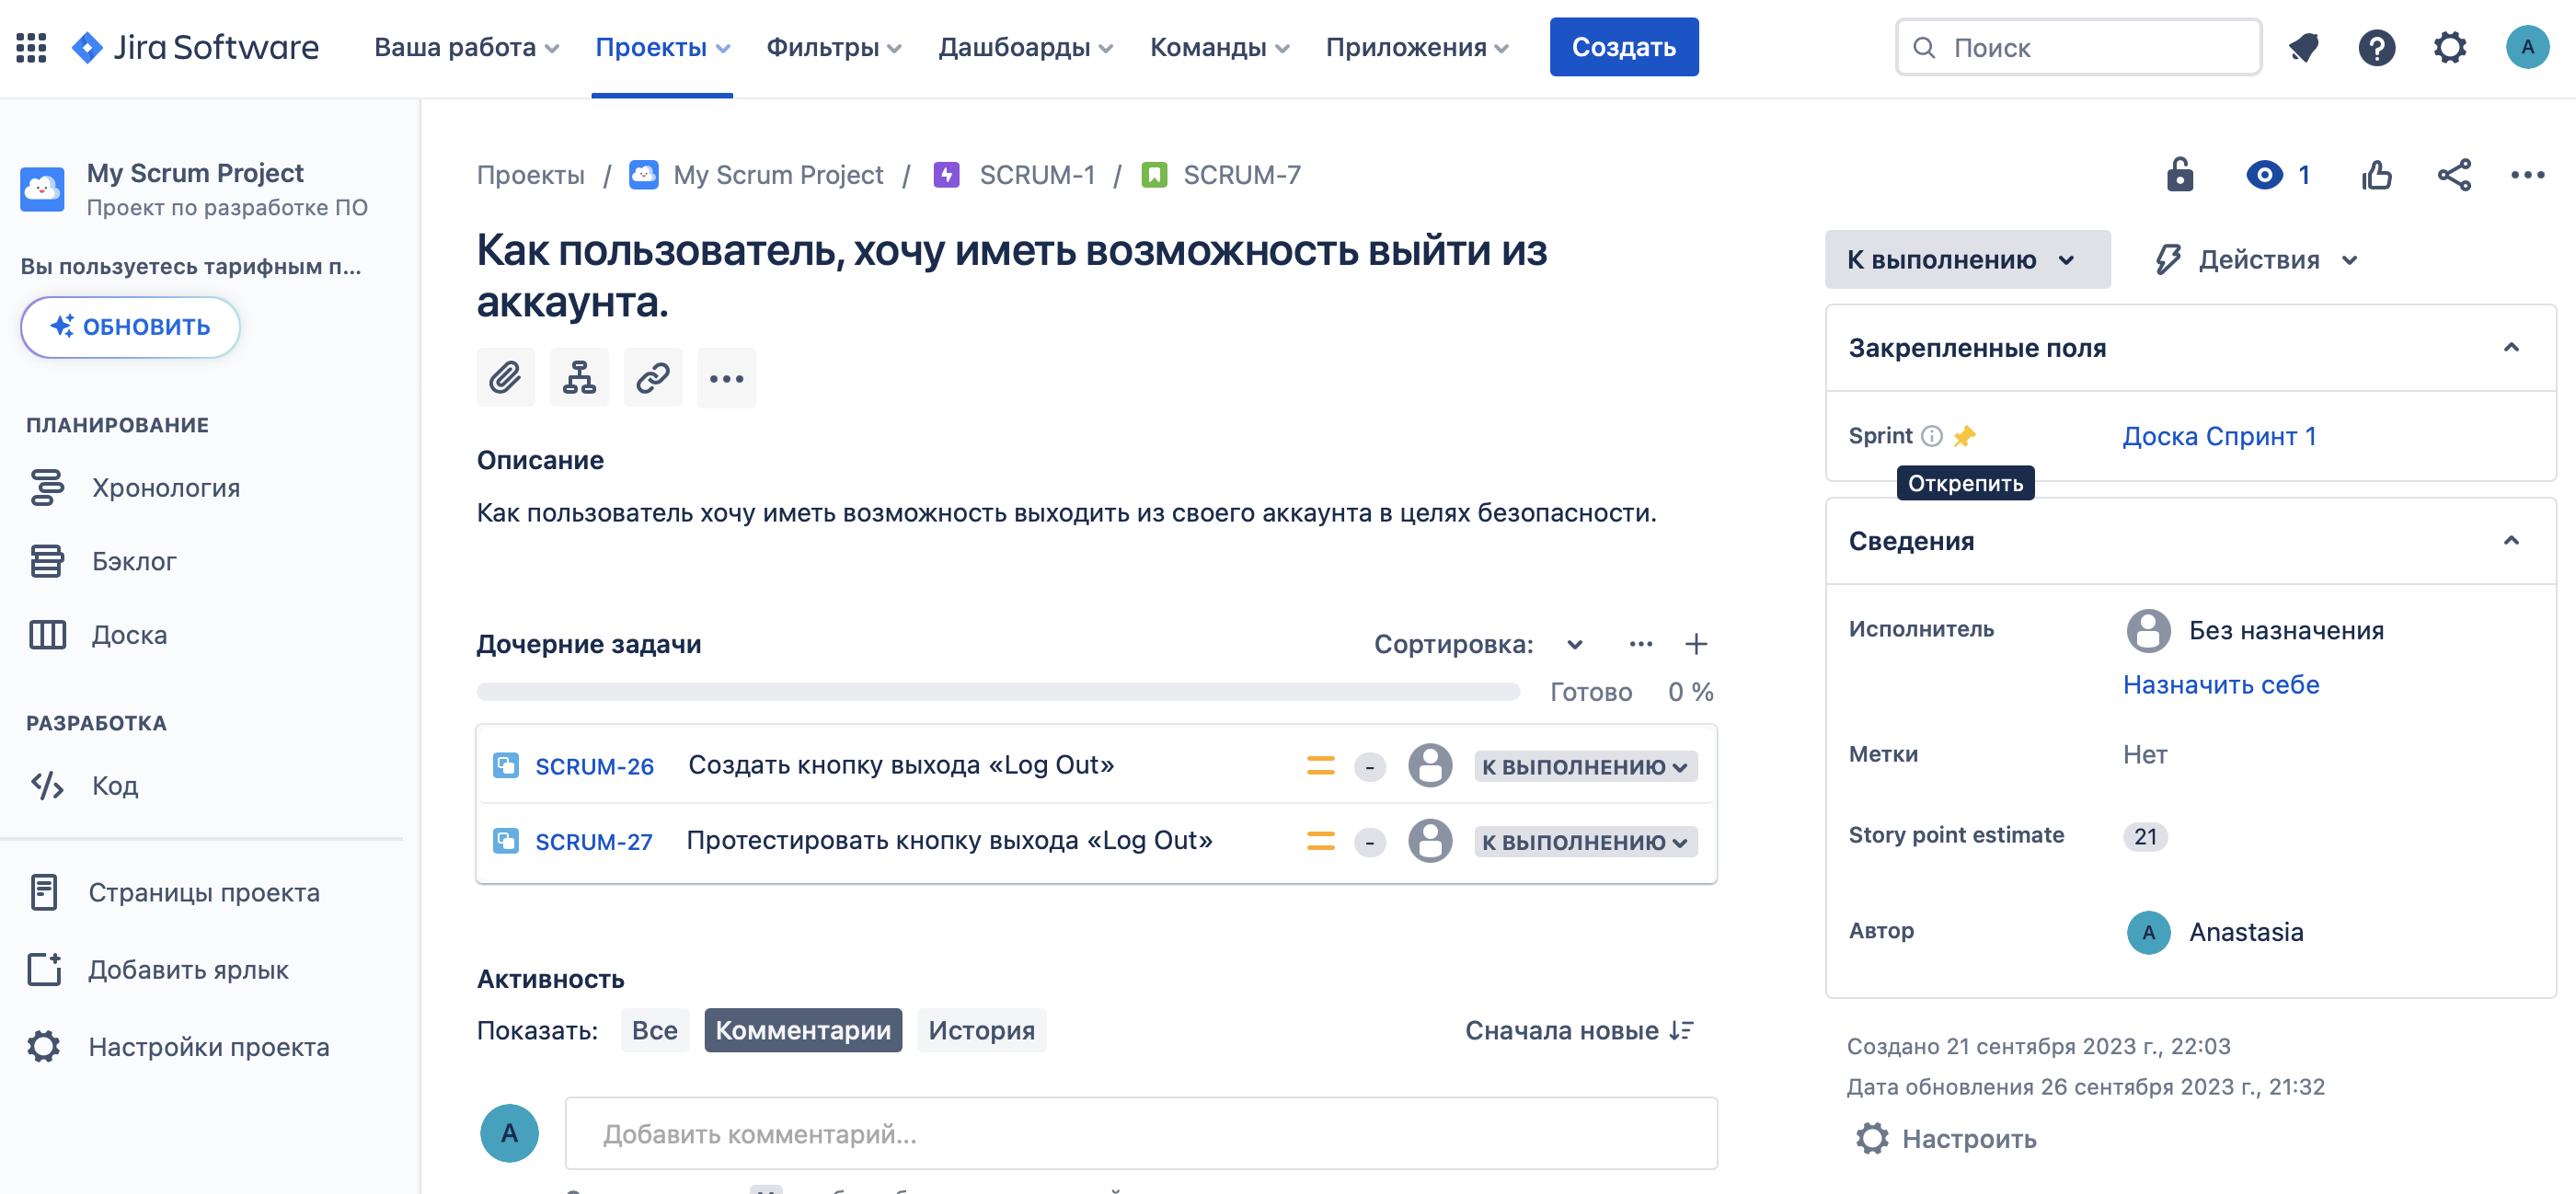 Jira Software
Ваша работа
Проекты
Фильтры
Дашбоарды
Команды
Приложения
Создать
Поиск
A
My Scrum Project
Проект по разработке ПО
Вы пользуетесь тарифным п...
ОБНОВИТЬ
ПЛАНИРОВАНИЕ
Хронология
Бэклог
Доска
РАЗРАБОТКА
Код
Страницы проекта
Добавить ярлык
Настройки проекта
Проекты / My Scrum Project / SCRUM-1 / SCRUM-7
Как пользователь, хочу иметь возможность выйти из
аккаунта.
Описание
Как пользователь хочу иметь возможность выходить из своего аккаунта в целях безопасности.
Дочерние задачи
Сортировка:
Готово 0 %
SCRUM-26 Создать кнопку выхода «Log Out» - К ВЫПОЛНЕНИЮ
SCRUM-27 Протестировать кнопку выхода «Log Out» - К ВЫПОЛНЕНИЮ
Активность
Показать: Все Комментарии История
Сначала новые
A
Добавить комментарий...
1
К выполнению
Действия
Закрепленные поля
Sprint
Доска Спринт 1
Открепить
Сведения
Исполнитель
Без назначения
Назначить себе
Метки
Нет
Story point estimate
21
Автор
A Anastasia
Создано 21 сентября 2023 г., 22:03
Дата обновления 26 сентября 2023 г., 21:32
Настроить